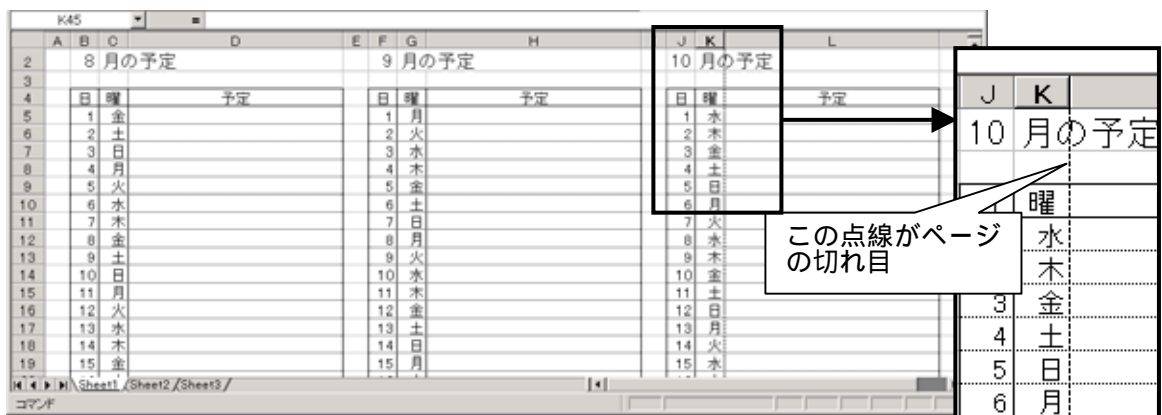 K45 =
A B C D E F G H J K L
2 8 月の予定 9 月の予定 10 月の予定
3
4 日 曜 予定 日 曜 予定 日 曜 予定
5 1 金 1 月 1 水
6 2 土 2 火 2 木
7 3 日 3 水 3 金
8 4 月 4 木 4 土
9 5 火 5 金 5 日
10 6 水 6 土 6 月
11 7 木 7 日 7 火
12 8 金 8 月 8 水
13 9 土 9 火 9 木
14 10 日 10 水 10 金
15 11 月 11 木 11 土
16 12 火 12 金 12 日
17 13 水 13 土 13 月
18 14 木 14 日 14 火
19 15 金 15 月 15 水
Sheet1 Sheet2 Sheet3
コマンド
J K
10 月の予定
曜
水
木
3 金
4 土
5 日
6 月
この点線がページ
の切れ目